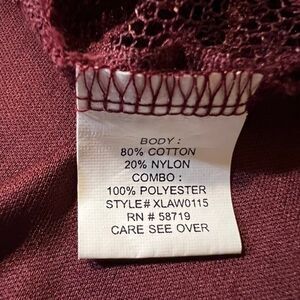 BODY :
80% COTTON
20% NYLON
COMBO :
100% POLYESTER
STYLE# XLAW0115
RN # 58719
CARE SEE OVER